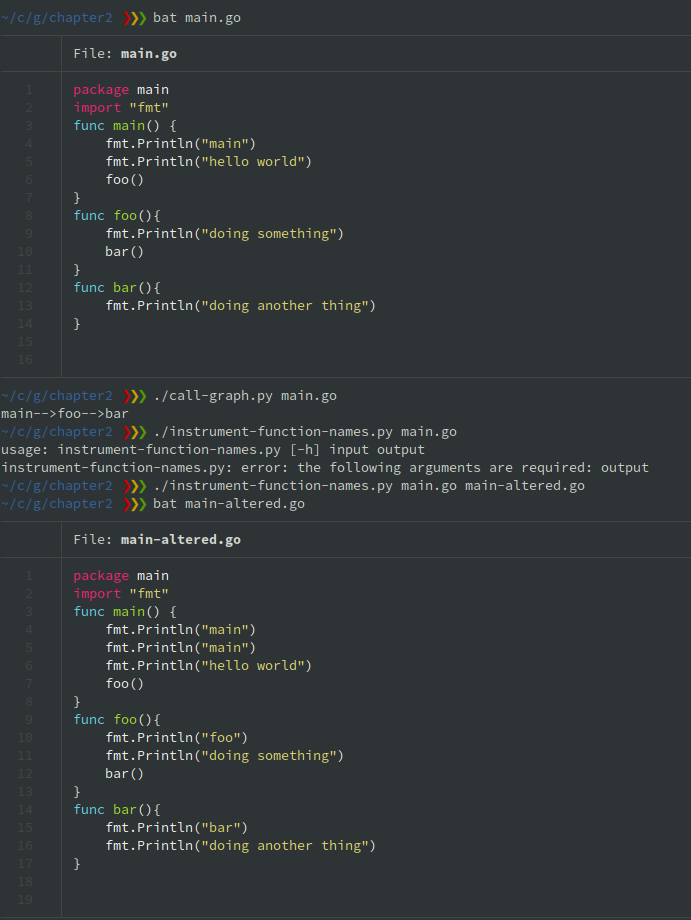 ~/c/g/chapter2 ❯❯❯ bat main.go
File: main.go
1 package main
2 import "fmt"
3 func main() {
4     fmt.Println("main")
5     fmt.Println("hello world")
6     foo()
7 }
8 func foo(){
9     fmt.Println("doing something")
10     bar()
11 }
12 func bar(){
13     fmt.Println("doing another thing")
14 }
15
16
~/c/g/chapter2 ❯❯❯ ./call-graph.py main.go
main-->foo-->bar
~/c/g/chapter2 ❯❯❯ ./instrument-function-names.py main.go
usage: instrument-function-names.py [-h] input output
instrument-function-names.py: error: the following arguments are required: output
~/c/g/chapter2 ❯❯❯ ./instrument-function-names.py main.go main-altered.go
~/c/g/chapter2 ❯❯❯ bat main-altered.go
File: main-altered.go
1 package main
2 import "fmt"
3 func main() {
4     fmt.Println("main")
5     fmt.Println("main")
6     fmt.Println("hello world")
7     foo()
8 }
9 func foo(){
10     fmt.Println("foo")
11     fmt.Println("doing something")
12     bar()
13 }
14 func bar(){
15     fmt.Println("bar")
16     fmt.Println("doing another thing")
17 }
18
19